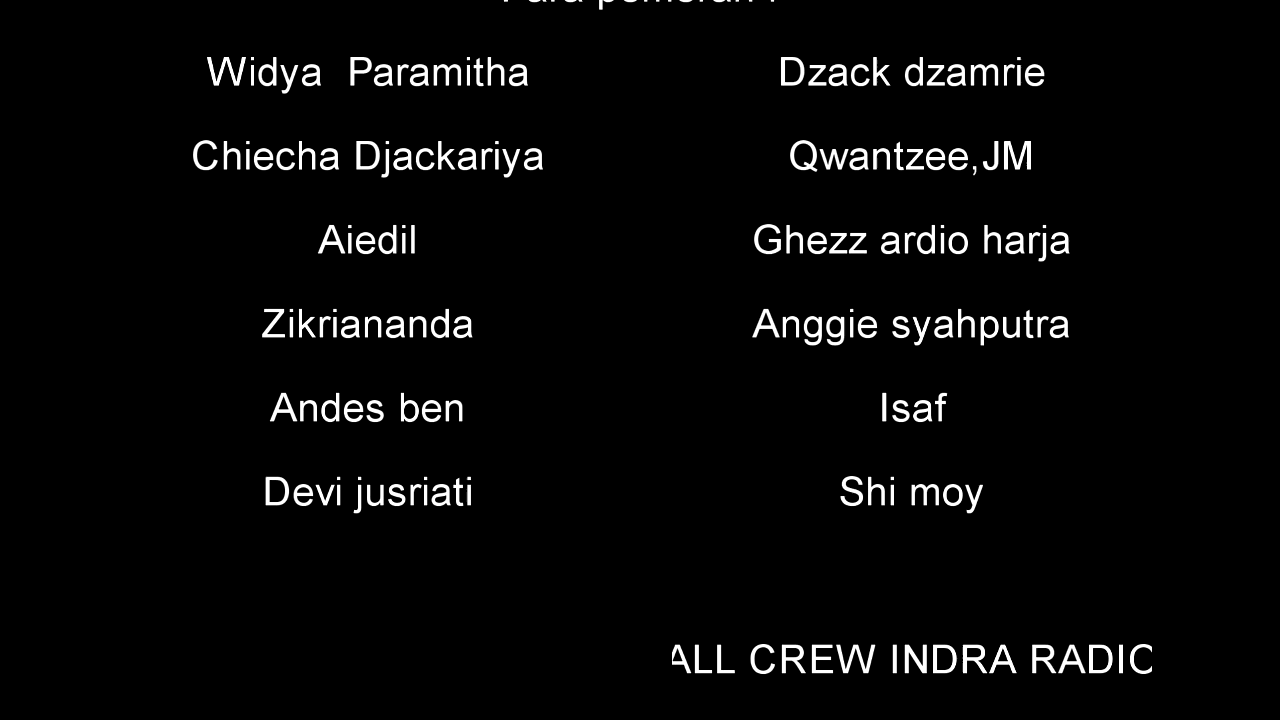 Widya Paramitha Dzack dzamrie
Chiecha Djackariya Qwantzee,JM
Aiedil Ghezz ardio harja
Zikriananda Anggie syahputra
Andes ben Isaf
Devi jusriati Shi moy
ALL CREW INDRA RADIO